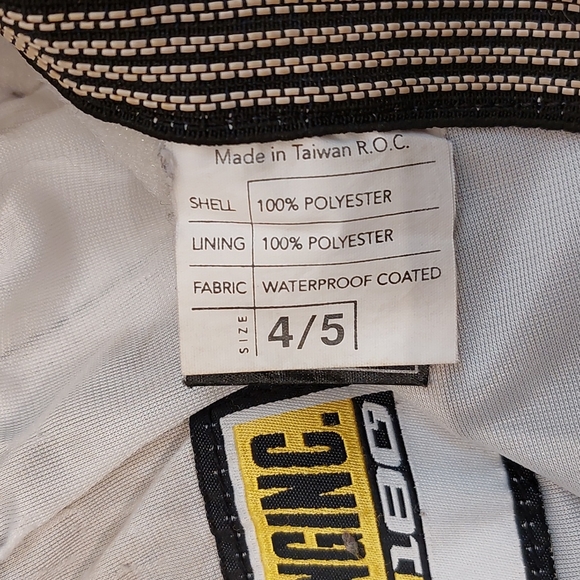 Made in Taiwan R.O.C.
SHELL 100% POLYESTER
LINING 100% POLYESTER
FABRIC WATERPROOF COATED
SIZE 4/5